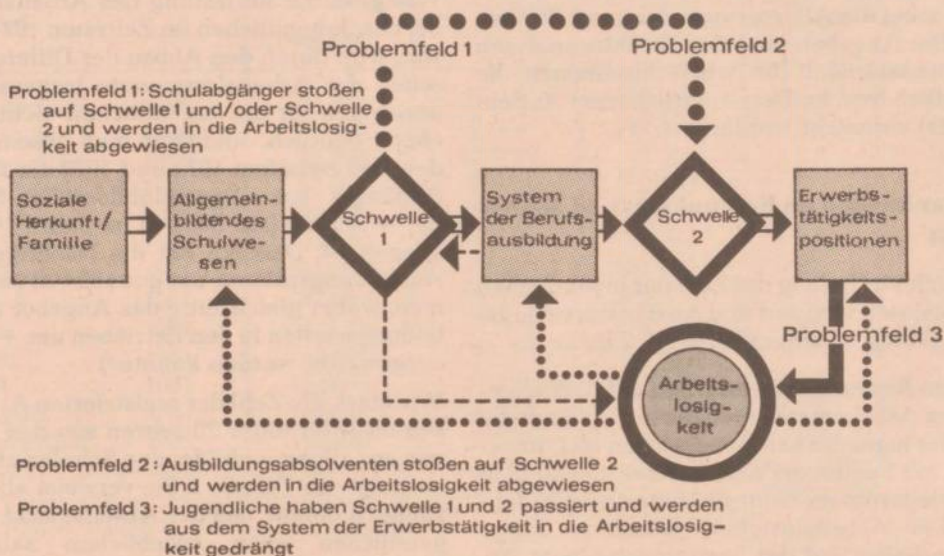 Problemfeld 1
Problemfeld 2
Problemfeld 1: Schulabgänger stoßen
auf Schwelle 1 und/oder Schwelle
2 und werden in die Arbeitslosig-
keit abgewiesen
Soziale
Herkunft/
Familie
Allgemein-
bildendes
Schulwe-
sen
Schwelle
1
System
der Berufs-
ausbildung
Schwelle
2
Erwerbs-
tätigkeits-
positionen
Problemfeld 3
Arbeits-
losig-
keit
Problemfeld 2: Ausbildungsabsolventen stoßen auf Schwelle 2
und werden in die Arbeitslosigkeit abgewiesen
Problemfeld 3: Jugendliche haben Schwelle 1 und 2 passiert und werden
aus dem System der Erwerbstätigkeit in die Arbeitslosig-
keit gedrängt